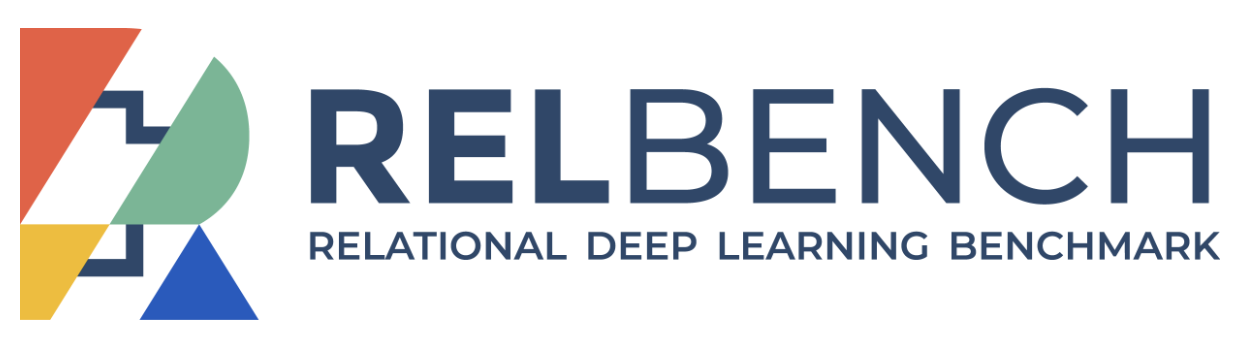 RELBENCH
RELATIONAL DEEP LEARNING BENCHMARK